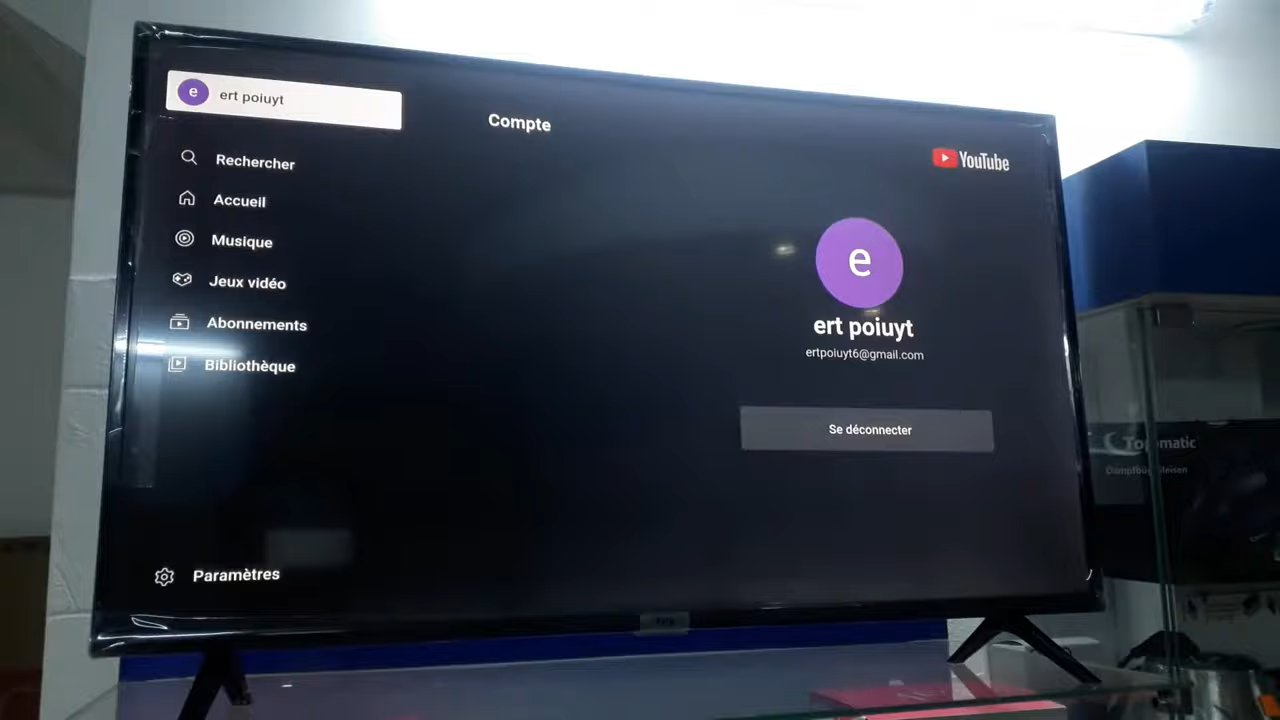 e ert poiuyt
Compte
YouTube
Rechercher
Accueil
Musique
Jeux vidéo
Abonnements
Bibliothèque
Paramètres
e
ert poiuyt
ertpoiuyt6@gmail.com
Se déconnecter